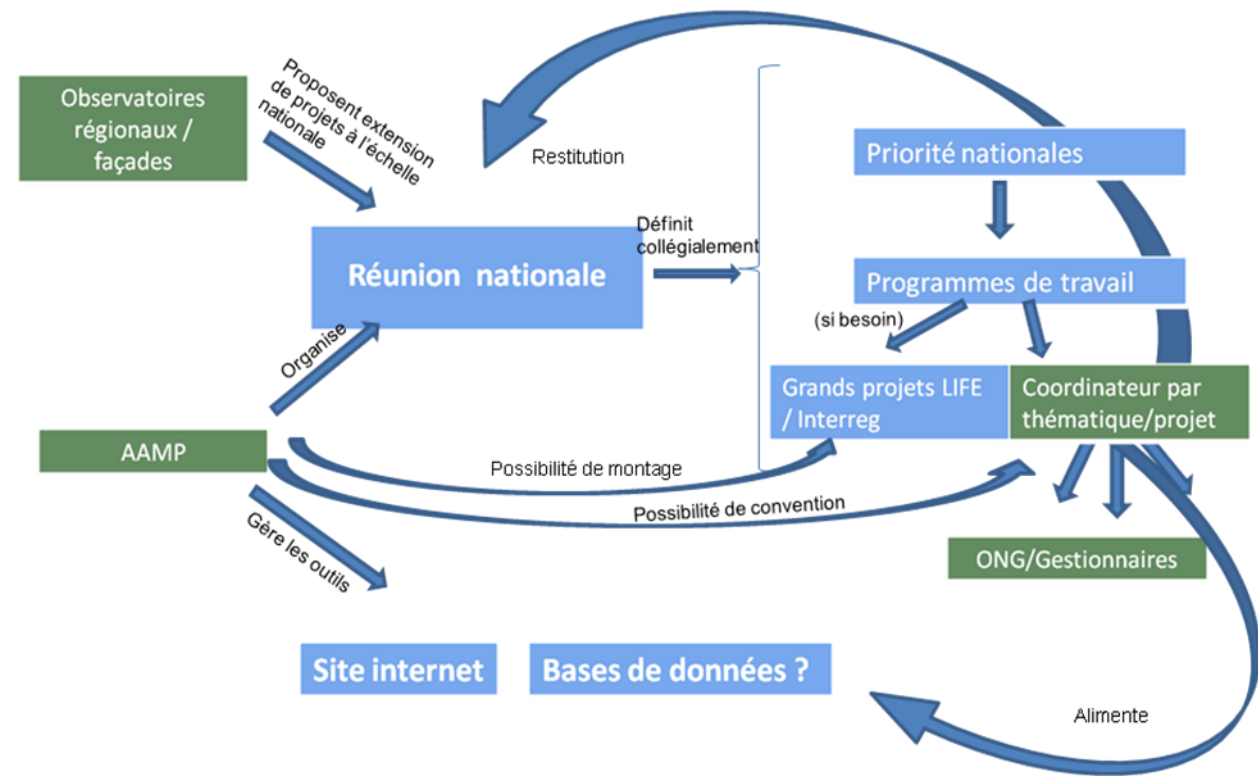 Observatoires
régionaux /
façades
Proposent extension
de projets à l'échelle
nationale
Restitution
Priorité nationales
Réunion nationale
Définit
collégialement
Programmes de travail
(si besoin)
Organise
Grands projets LIFE
/ Interreg
Coordinateur par
thématique/projet
AAMP
Possibilité de montage
Possibilité de convention
Gère les outils
ONG/Gestionnaires
Site internet
Bases de données ?
Alimente